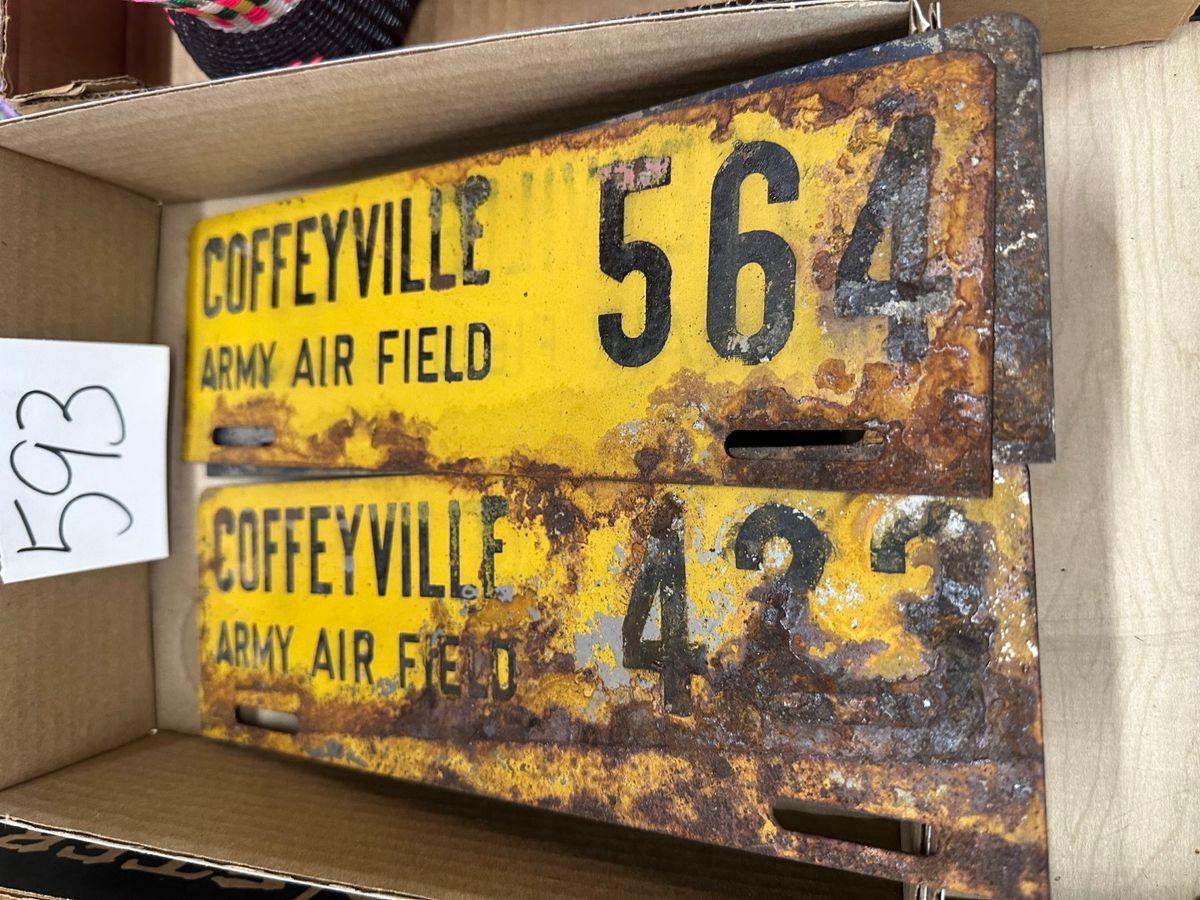 COFFEYVILLE 564
ARMY AIR FIELD
COFFEYVILLE 423
ARMY AIR FIELD
593